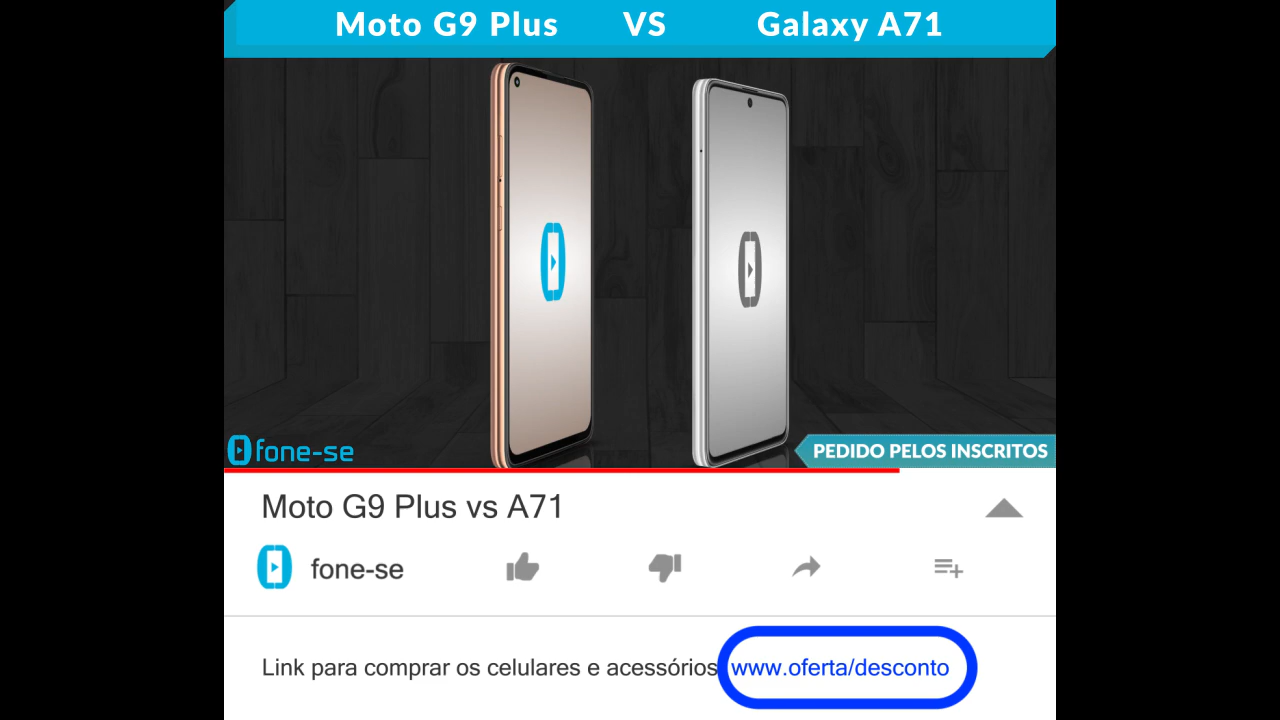 Moto G9 Plus VS Galaxy A71
fone-se
PEDIDO PELOS INSCRITOS
Moto G9 Plus vs A71
fone-se
Link para comprar os celulares e acessórios www.oferta/desconto